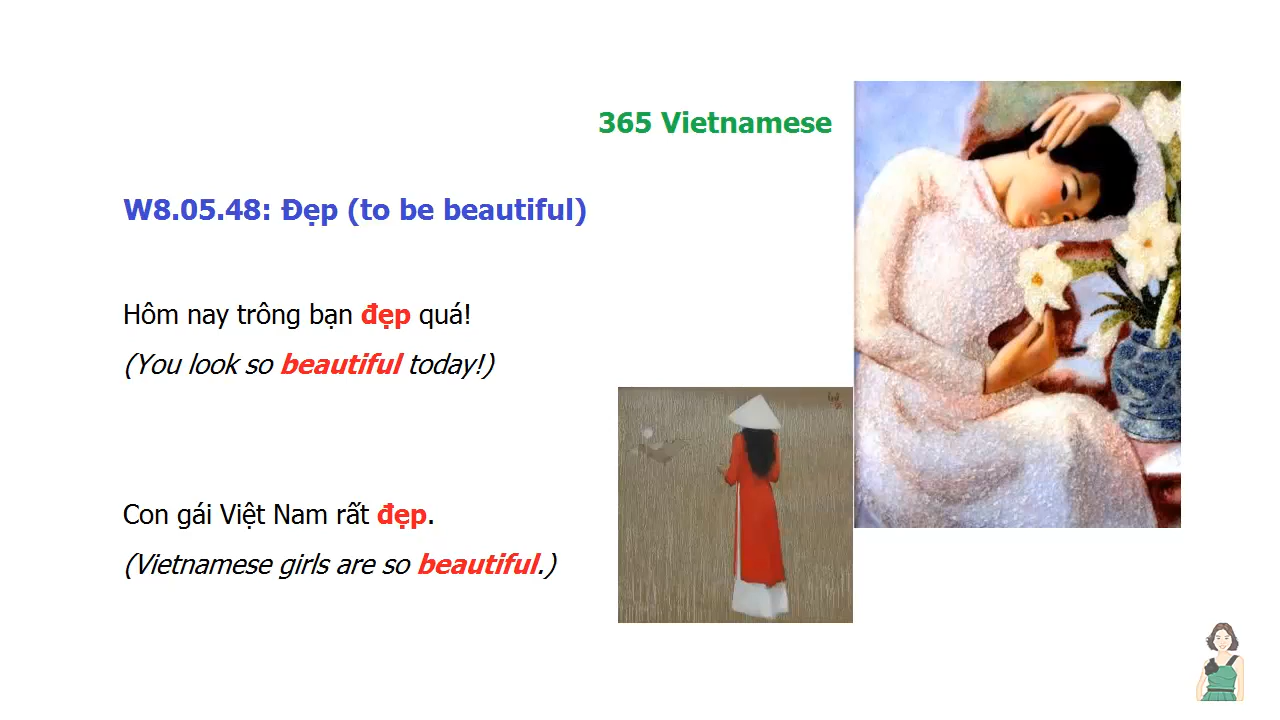 365 Vietnamese
W8.05.48: Đẹp (to be beautiful)
Hôm nay trông bạn đẹp quá!
(You look so beautiful today!)
Con gái Việt Nam rất đẹp.
(Vietnamese girls are so beautiful.)